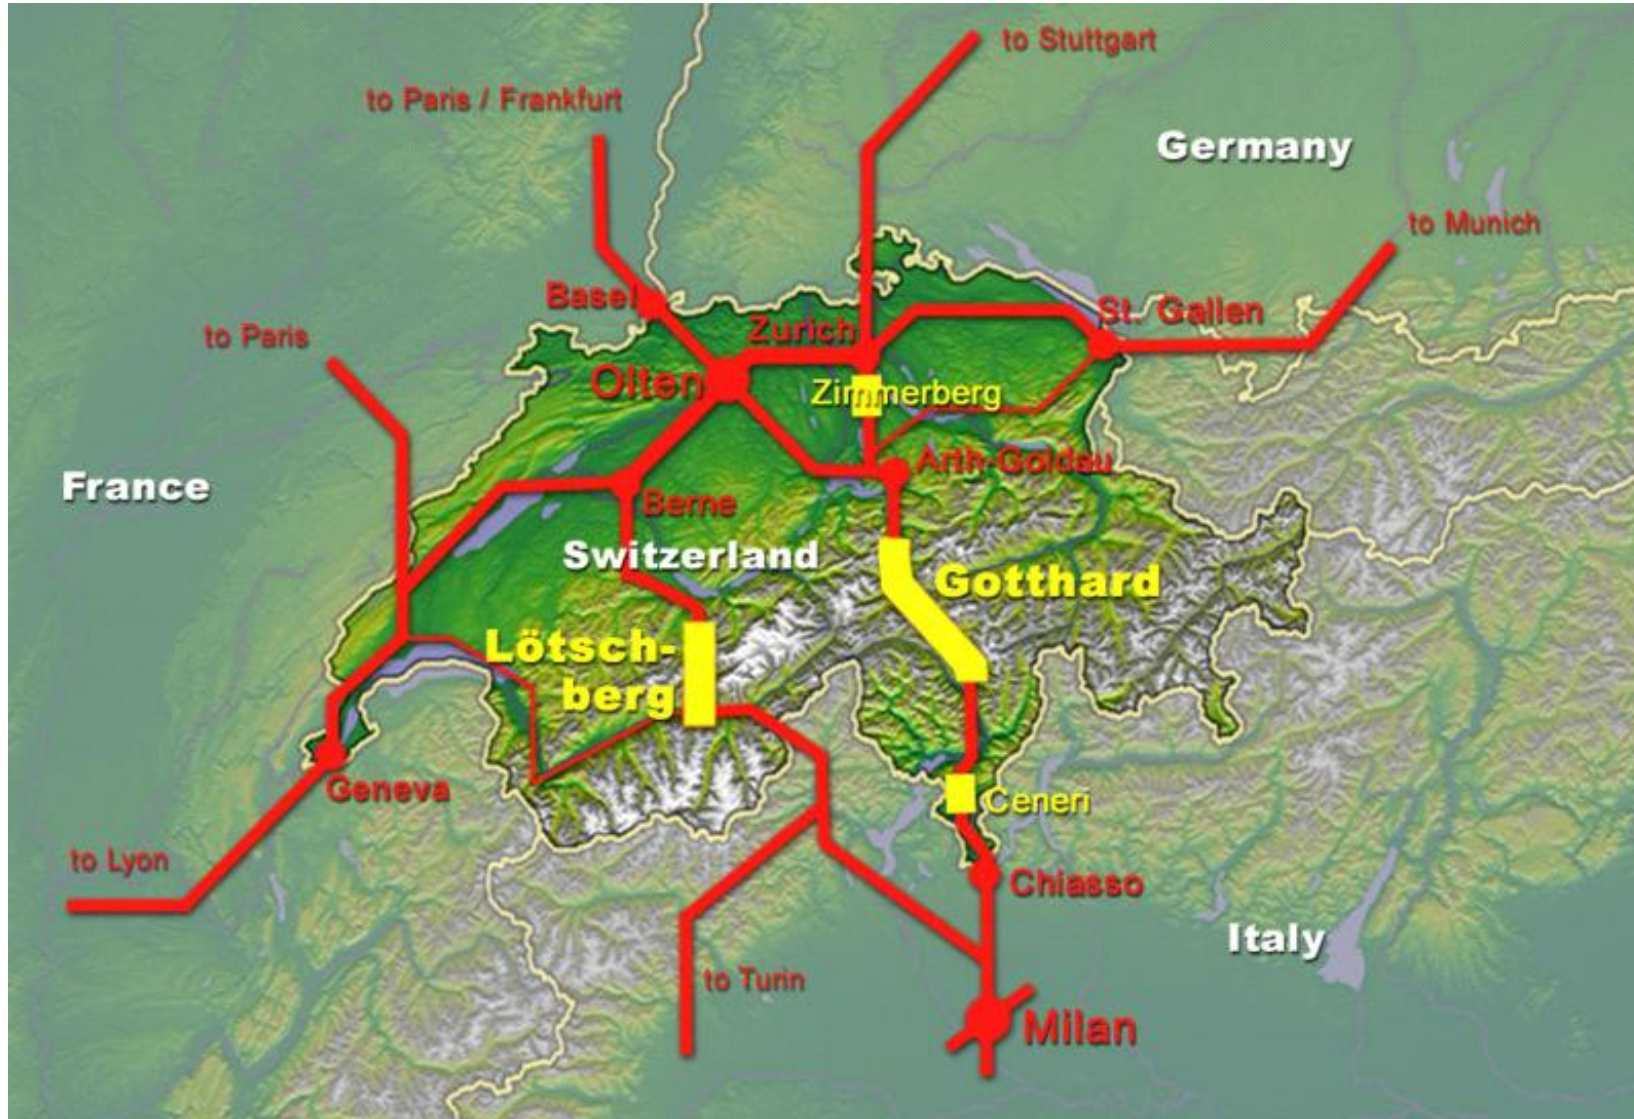 to Stuttgart
to Paris / Frankfurt
Germany
to Munich
Basel
St. Gallen
Zurich
to Paris
Olten
Zimmerberg
Arth-Goldau
France
Berne
Switzerland
Gotthard
Lötsch-
berg
Geneva
Ceneri
to Lyon
Chiasso
Italy
to Turin
Milan